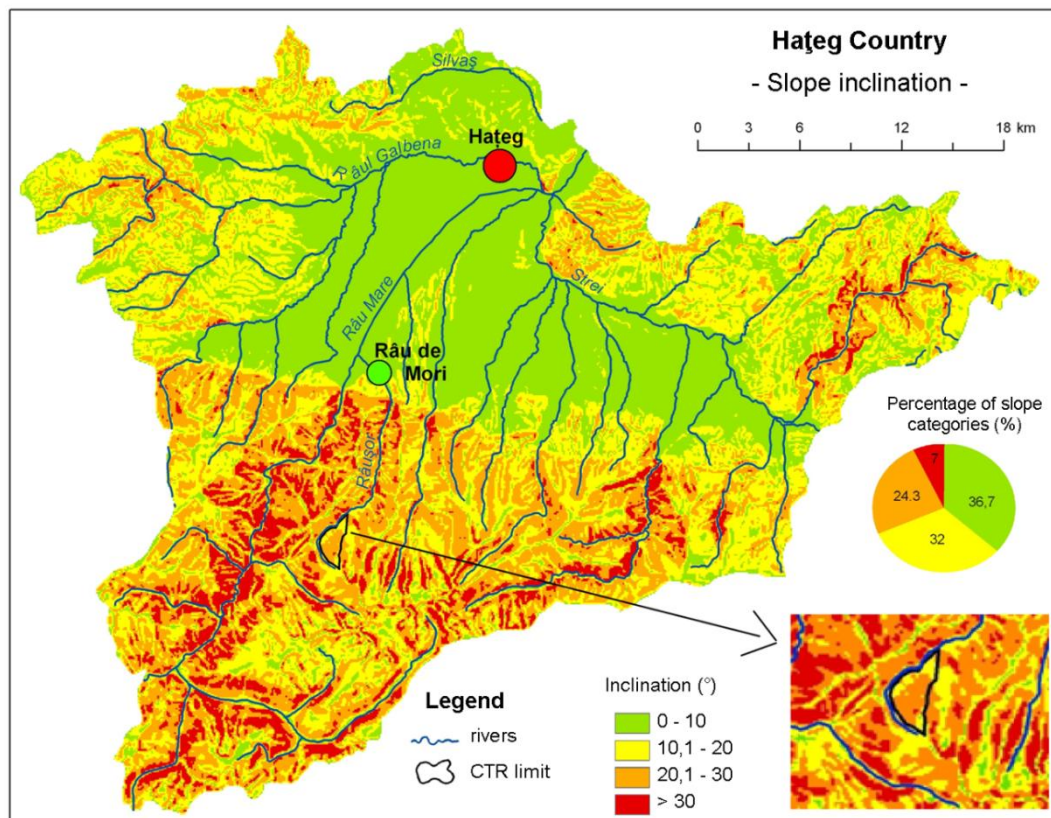 Haţeg Country
- Slope inclination -
0 3 6 12 18 km
Silvaş
Râul Galbena
Haţeg
Râu Mare
Strei
Râu de
Mori
Râuşor
Percentage of slope
categories (%)
7
24.3
36,7
32
Legend
rivers
CTR limit
Inclination (°)
0 - 10
10,1 - 20
20,1 - 30
> 30